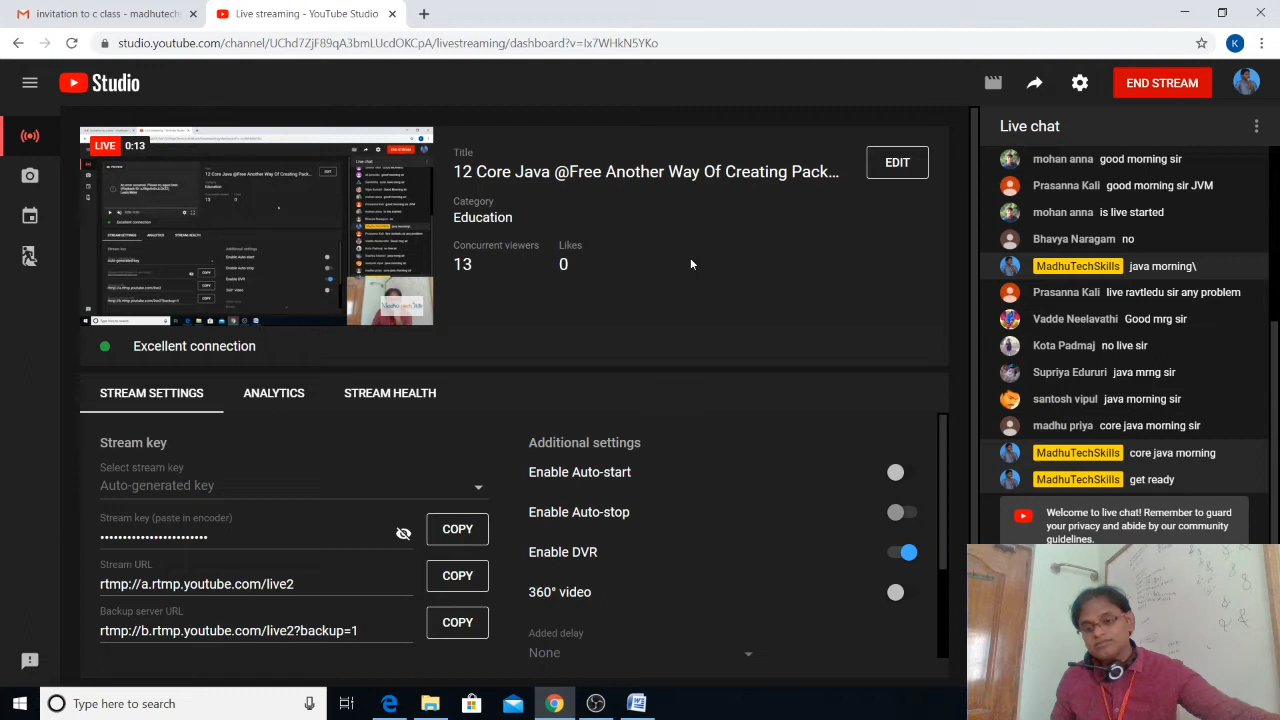 invitation to c class - madhutech
Live streaming - YouTube Studio
studio.youtube.com/channel/UChd7ZjF89qA3bmLUcdOKCpA/livestreaming/dashboard?v=Ix7WHkN5YKo
K
Studio
END STREAM
LIVE 0:13
Title
12 Core Java @Free Another Way Of Creating Pack...
EDIT
Category
Education
Concurrent viewers
Likes
13
0
Excellent connection
STREAM SETTINGS
ANALYTICS
STREAM HEALTH
Stream key
Select stream key
Auto-generated key
Stream key (paste in encoder)
•••••••••••••••••••••••• COPY
Stream URL
rtmp://a.rtmp.youtube.com/live2 COPY
Backup server URL
rtmp://b.rtmp.youtube.com/live2?backup=1 COPY
Additional settings
Enable Auto-start
Enable Auto-stop
Enable DVR
360° video
Added delay
None
Live chat
good morning sir
Prasanna Kali good morning sir JVM
is live started
Bhavya Naragam no
MadhuTechSkills java morning\
Prasanna Kali live ravtledu sir any problem
Vadde Neelavathi Good mrg sir
Kota Padmaj no live sir
Supriya Edururi java mrng sir
santosh vipul java morning sir
madhu priya core java morning sir
MadhuTechSkills core java morning
MadhuTechSkills get ready
Welcome to live chat! Remember to guard
your privacy and abide by our community
guidelines.
Type here to search